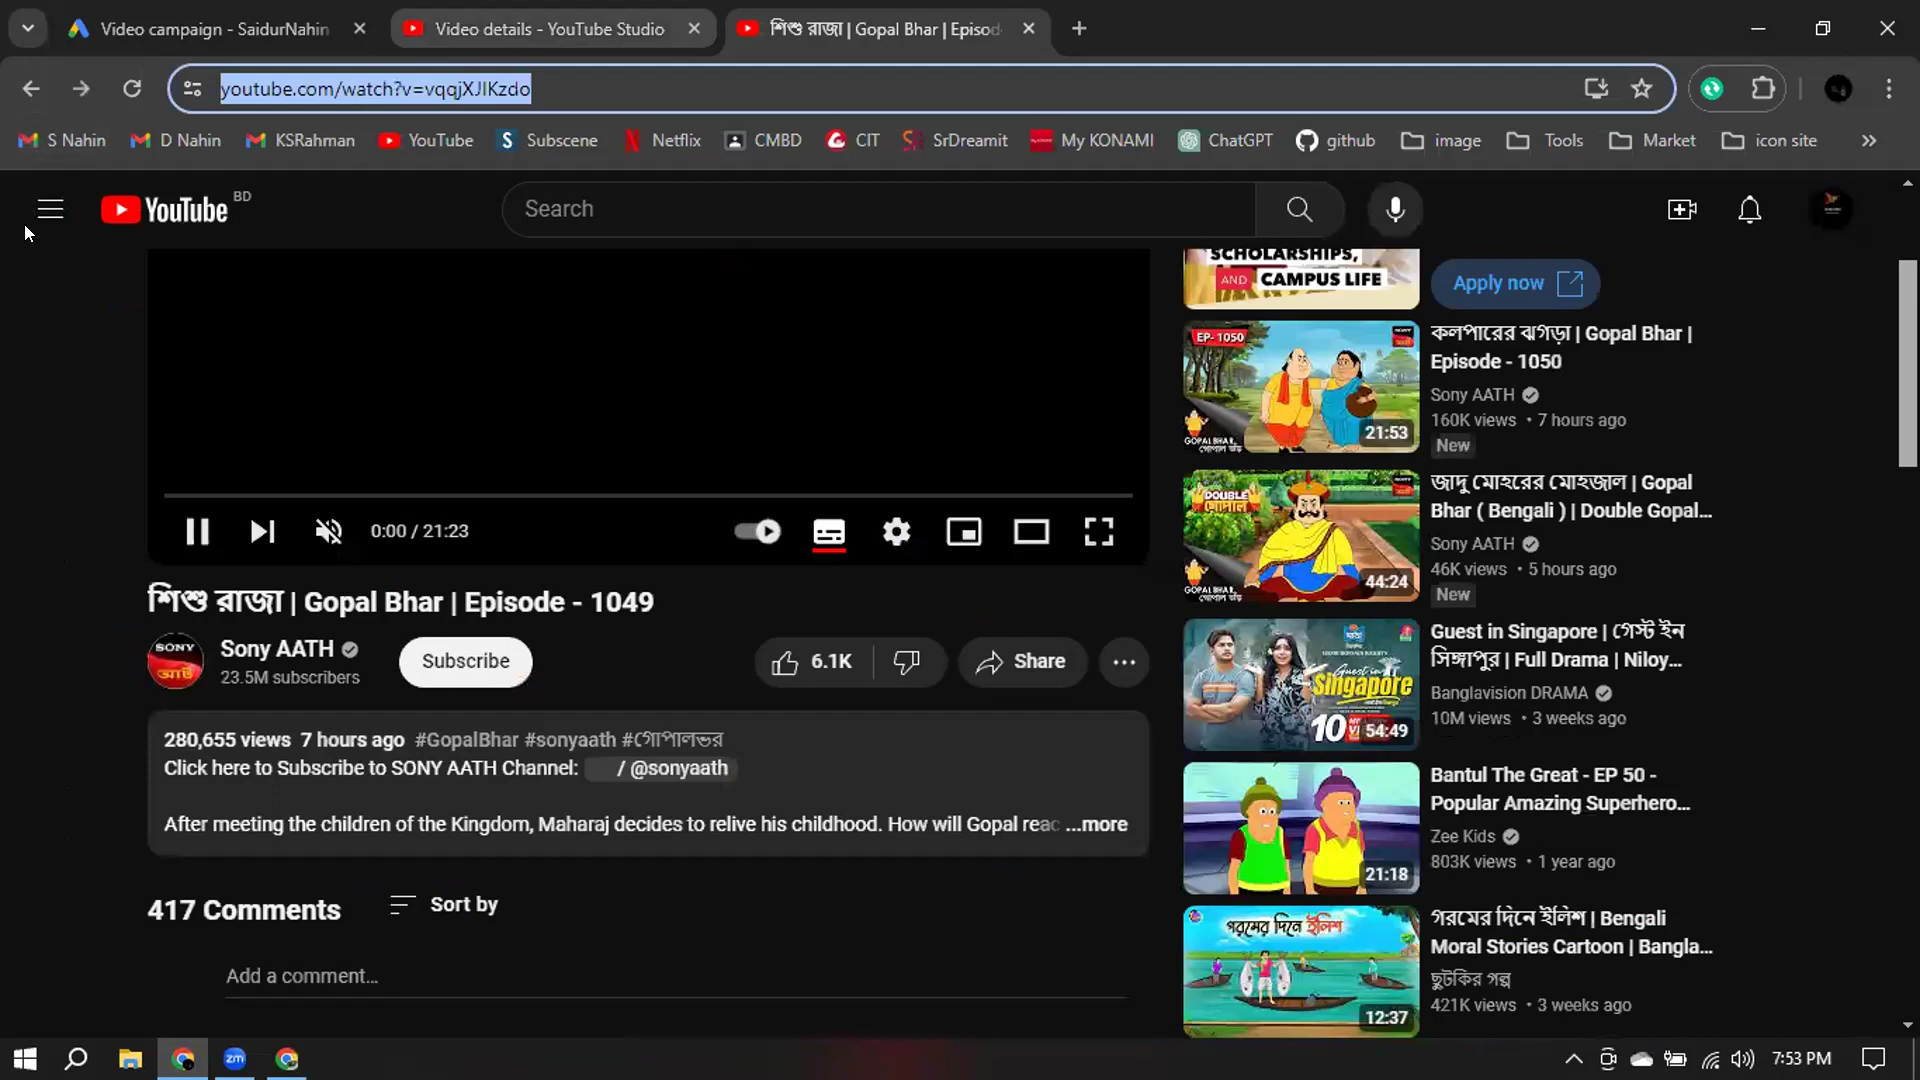 Video campaign - SaidurNahin
Video details - YouTube Studio
শিশু রাজা | Gopal Bhar | Episod
youtube.com/watch?v=vqqjXJIKzdo
S Nahin
D Nahin
KSRahman
YouTube
Subscene
Netflix
CMBD
CIT
SrDreamit
My KONAMI
ChatGPT
github
image
Tools
Market
icon site
YouTube BD
Search
SCHOLARSHIPS,
AND CAMPUS LIFE
Apply now
0:00 / 21:23
শিশু রাজা | Gopal Bhar | Episode - 1049
SONY
আট
Sony AATH
23.5M subscribers
Subscribe
6.1K
Share
280,655 views 7 hours ago #GopalBhar #sonyaath #গোপালভর
Click here to Subscribe to SONY AATH Channel: / @sonyaath
After meeting the children of the Kingdom, Maharaj decides to relive his childhood. How will Gopal reac ...more
417 Comments
Sort by
Add a comment...
EP- 1050
GOPAL BHAR
গোপাল ভাঁড়
21:53
কলপারের ঝগড়া | Gopal Bhar |
Episode - 1050
Sony AATH
160K views • 7 hours ago
New
DOUBLE
গোপাল
GOPAL BHAR
গোপাল ভাঁড়
44:24
জাদু মোহরের মোহজাল | Gopal
Bhar ( Bengali ) | Double Gopal...
Sony AATH
46K views • 5 hours ago
New
Guest in
Singapore
10
54:49
Guest in Singapore | গেস্ট ইন
সিঙ্গাপুর | Full Drama | Niloy...
Banglavision DRAMA
10M views • 3 weeks ago
21:18
Bantul The Great - EP 50 -
Popular Amazing Superhero...
Zee Kids
803K views • 1 year ago
গরমের দিনে ইলিশ
12:37
গরমের দিনে ইলিশ | Bengali
Moral Stories Cartoon | Bangla...
ছুটকির গল্প
421K views • 3 weeks ago
zm
7:53 PM